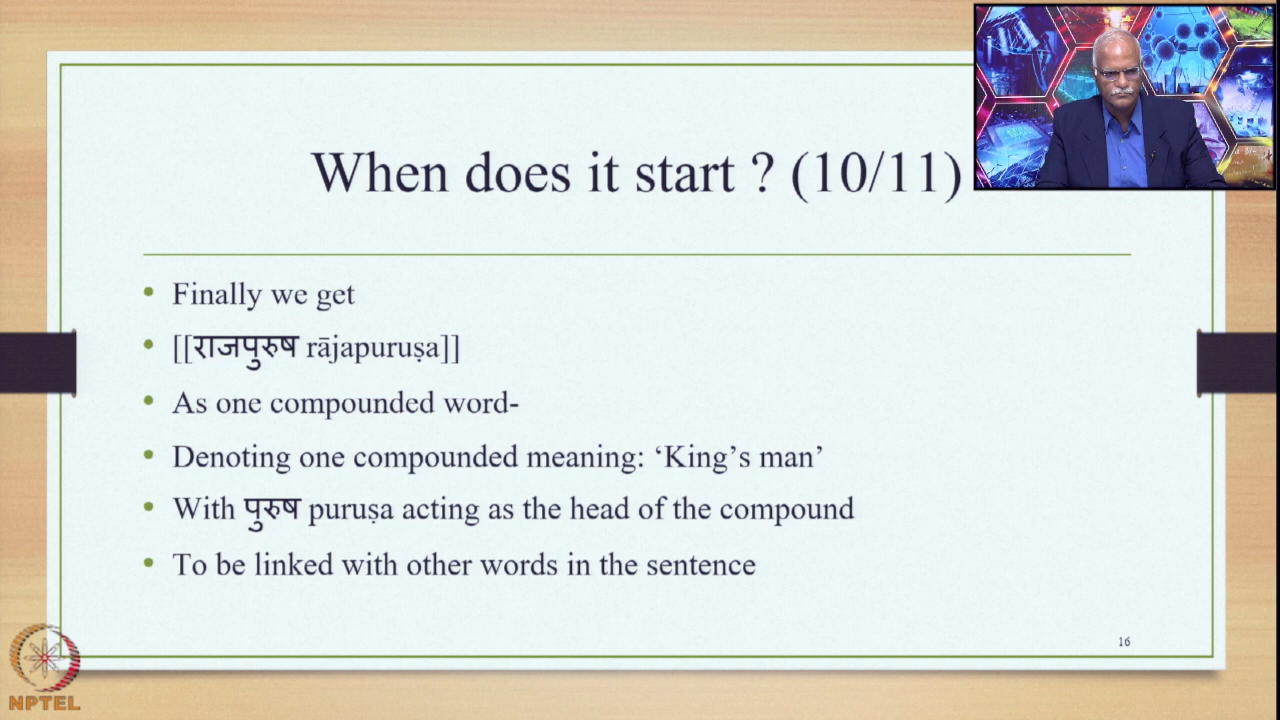 When does it start ? (10/11)
• Finally we get
• [[राजपुरुष rājapuruṣa]]
• As one compounded word-
• Denoting one compounded meaning: ‘King’s man’
• With पुरुष puruṣa acting as the head of the compound
• To be linked with other words in the sentence
16
NPTEL